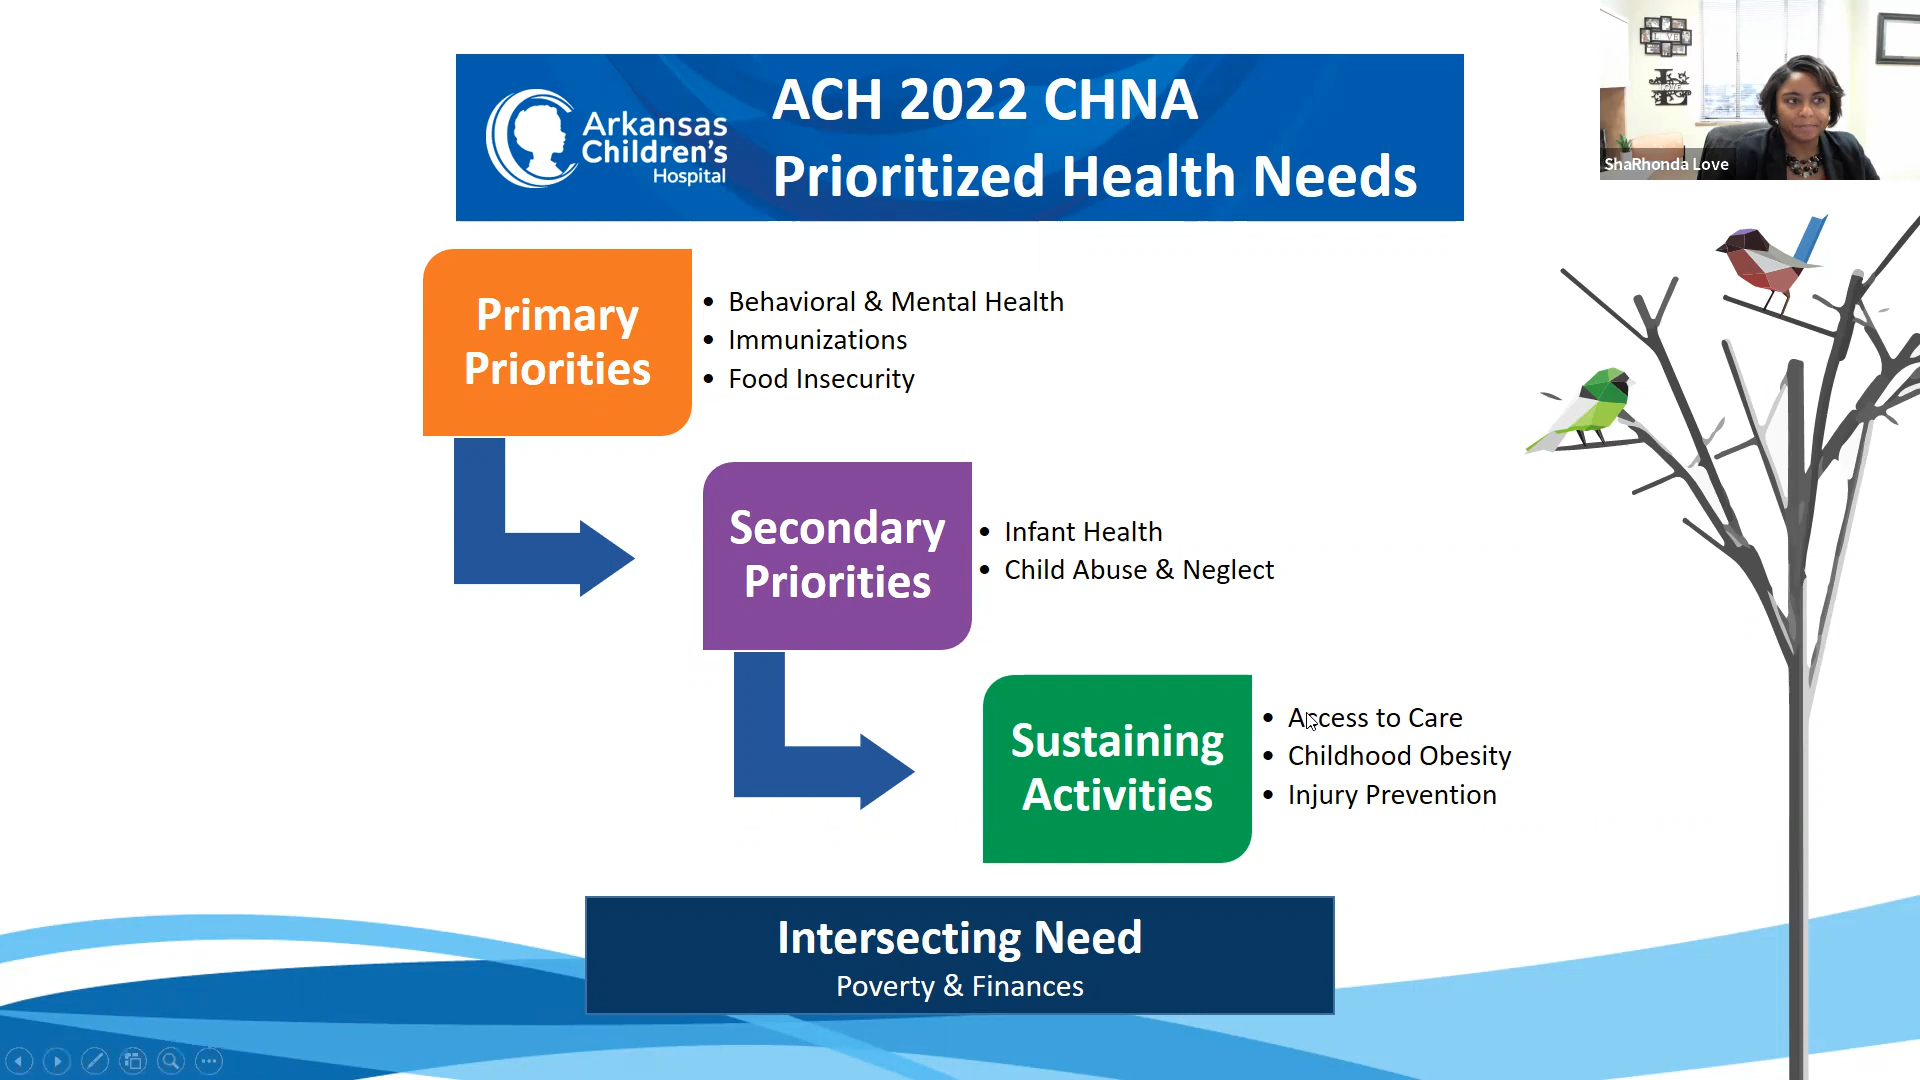 ACH 2022 CHNA
Prioritized Health Needs
Arkansas
Children's
Hospital
ShaRhonda Love
Primary
Priorities
• Behavioral & Mental Health
• Immunizations
• Food Insecurity
Secondary
Priorities
• Infant Health
• Child Abuse & Neglect
Sustaining
Activities
• Access to Care
• Childhood Obesity
• Injury Prevention
Intersecting Need
Poverty & Finances